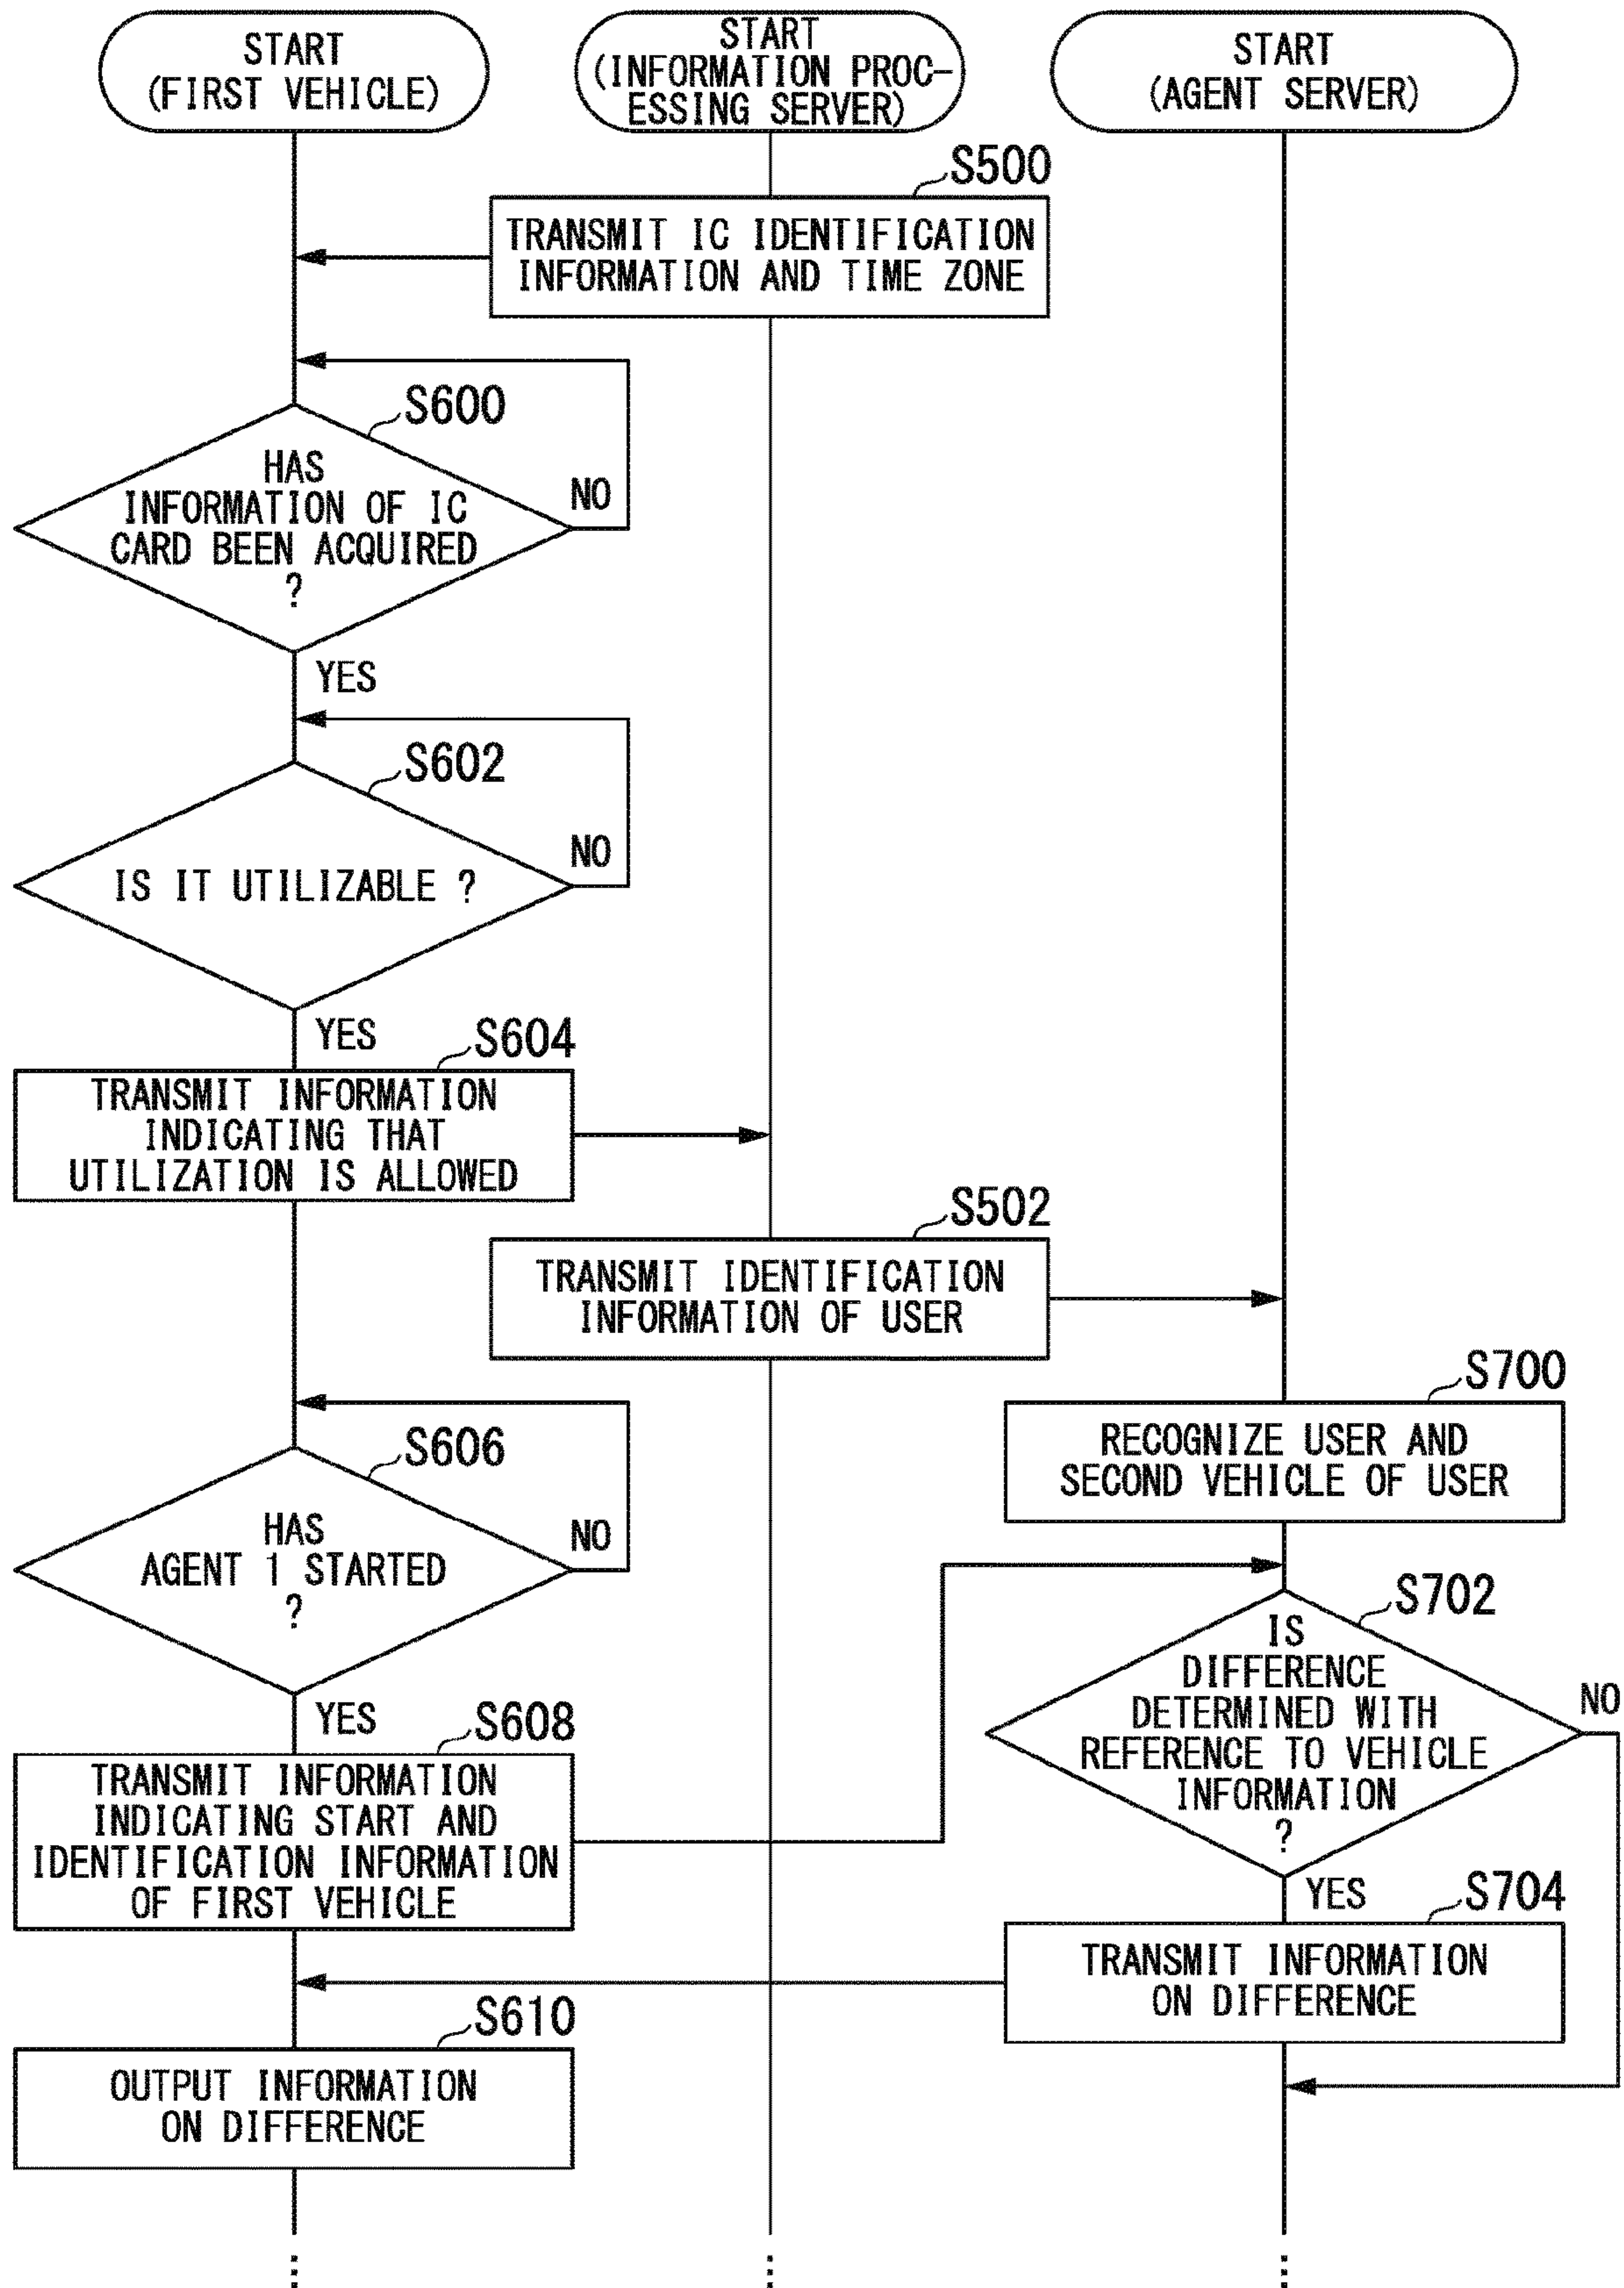 START
(FIRST VEHICLE)
START
(INFORMATION PROC-
ESSING SERVER)
START
(AGENT SERVER)
S500
TRANSMIT IC IDENTIFICATION
INFORMATION AND TIME ZONE
S600
HAS
INFORMATION OF IC
CARD BEEN ACQUIRED
?
NO
YES
S602
IS IT UTILIZABLE ?
NO
YES
S604
TRANSMIT INFORMATION
INDICATING THAT
UTILIZATION IS ALLOWED
S502
TRANSMIT IDENTIFICATION
INFORMATION OF USER
S700
RECOGNIZE USER AND
SECOND VEHICLE OF USER
S606
HAS
AGENT 1 STARTED
?
NO
YES
S702
IS
DIFFERENCE
DETERMINED WITH
REFERENCE TO VEHICLE
INFORMATION
?
NO
YES
S608
TRANSMIT INFORMATION
INDICATING START AND
IDENTIFICATION INFORMATION
OF FIRST VEHICLE
S704
TRANSMIT INFORMATION
ON DIFFERENCE
S610
OUTPUT INFORMATION
ON DIFFERENCE